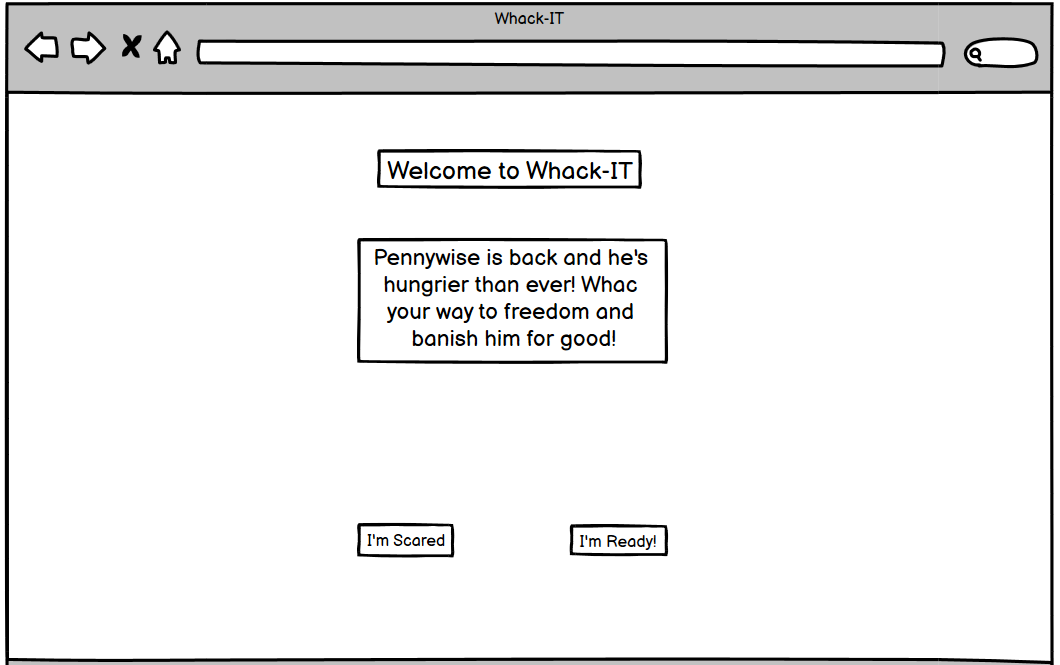 Whack-IT
Welcome to Whack-IT
Pennywise is back and he's
hungrier than ever! Whac
your way to freedom and
banish him for good!
I'm Scared
I'm Ready!